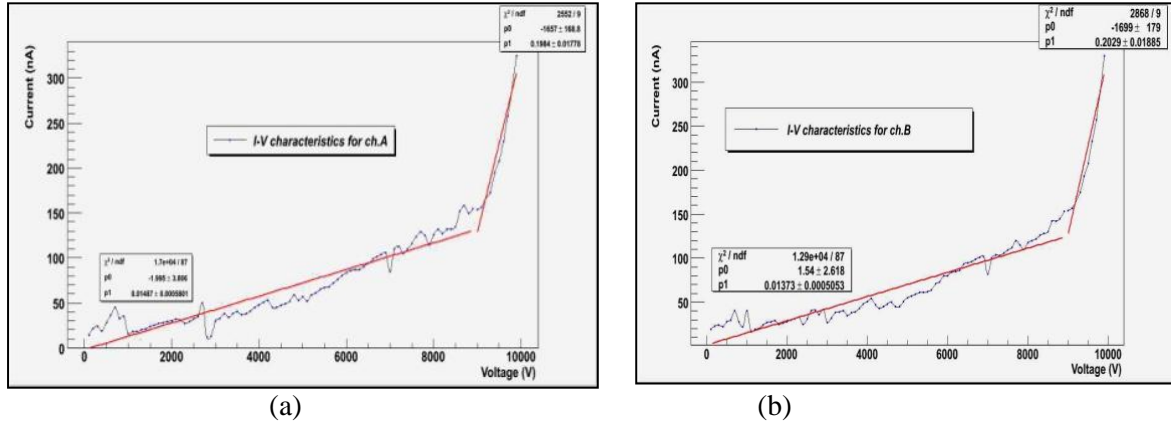 χ² / ndf 2552 / 9
p0 -1657 ± 168.8
p1 0.1984 ± 0.01778
Current (nA)
300
250
200
150
100
50
0
I-V characteristics for ch.A
χ² / ndf 1.7e+04 / 87
p0 -1.995 ± 3.006
p1 0.01487 ± 0.0005801
0 2000 4000 6000 8000 10000
Voltage (V)
(a)
χ² / ndf 2868 / 9
p0 -1699 ± 179
p1 0.2029 ± 0.01885
Current (nA)
300
250
200
150
100
50
0
I-V characteristics for ch.B
χ² / ndf 1.29e+04 / 87
p0 1.54 ± 2.618
p1 0.01373 ± 0.0005053
0 2000 4000 6000 8000 10000
Voltage (V)
(b)